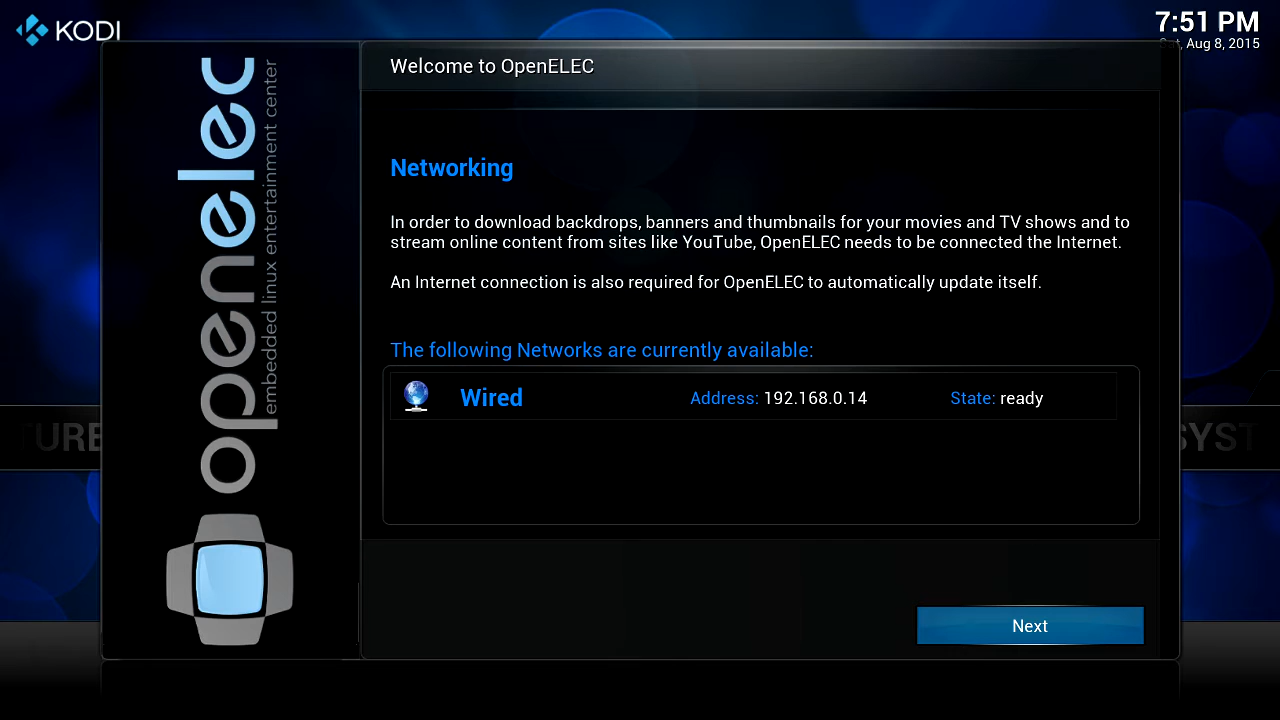 KODI
7:51 PM
Sat, Aug 8, 2015
openelec
embedded linux entertainment center
Welcome to OpenELEC
Networking
In order to download backdrops, banners and thumbnails for your movies and TV shows and to
stream online content from sites like YouTube, OpenELEC needs to be connected the Internet.
An Internet connection is also required for OpenELEC to automatically update itself.
The following Networks are currently available:
Wired Address: 192.168.0.14 State: ready
Next